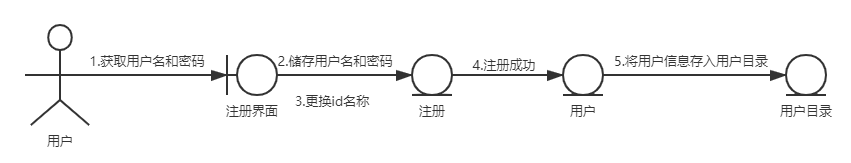 1.获取用户名和密码
2.储存用户名和密码
3.更换id名称
4.注册成功
5.将用户信息存入用户目录
用户
注册界面
注册
用户
用户目录